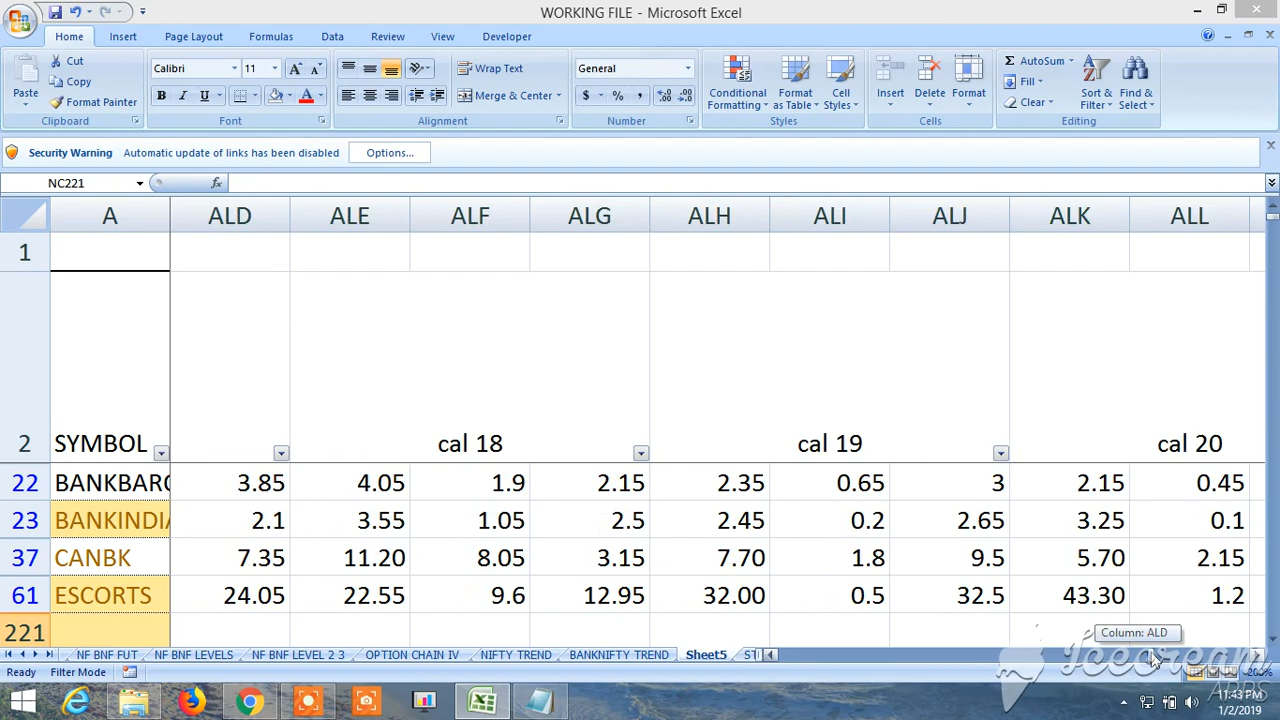 WORKING FILE - Microsoft Excel
Home Insert Page Layout Formulas Data Review View Developer
Paste Cut Copy Format Painter
Calibri 11
B I U
Wrap Text
Merge & Center
General
$ % ,
Conditional Formatting Format as Table Cell Styles
Insert Delete Format
Σ AutoSum Fill Clear
Sort & Filter Find & Select
Clipboard Font Alignment Number Styles Cells Editing
Security Warning Automatic update of links has been disabled Options...
NC221 fx
A ALD ALE ALF ALG ALH ALI ALJ ALK ALL
1
2 SYMBOL cal 18 cal 19 cal 20
22 BANKBARO 3.85 4.05 1.9 2.15 2.35 0.65 3 2.15 0.45
23 BANKINDIA 2.1 3.55 1.05 2.5 2.45 0.2 2.65 3.25 0.1
37 CANBK 7.35 11.20 8.05 3.15 7.70 1.8 9.5 5.70 2.15
61 ESCORTS 24.05 22.55 9.6 12.95 32.00 0.5 32.5 43.30 1.2
221
Column: ALD
NF BNF FUT NF BNF LEVELS NF BNF LEVEL 2 3 OPTION CHAIN IV NIFTY TREND BANKNIFTY TREND Sheet5 ST
Icecream
APPS
Ready Filter Mode 200%
11:43 PM
1/2/2019